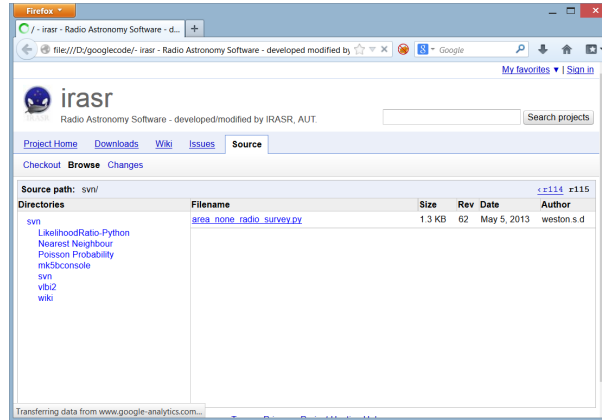 Firefox
/ - irasr - Radio Astronomy Software - d...
file:///D:/googlecode/- irasr - Radio Astronomy Software - developed modified by
Google
My favorites ▼ | Sign in
irasr
Radio Astronomy Software - developed/modified by IRASR, AUT.
Search projects
Project Home Downloads Wiki Issues Source
Checkout Browse Changes
Source path: svn/ ‹r114 r115
Directories Filename Size Rev Date Author
svn area_none_radio_survey.py 1.3 KB 62 May 5, 2013 weston.s.d
LikelihoodRatio-Python
Nearest Neighbour
Poisson Probability
mk5bconsole
svn
vlbi2
wiki
Transferring data from www.google-analytics.com...